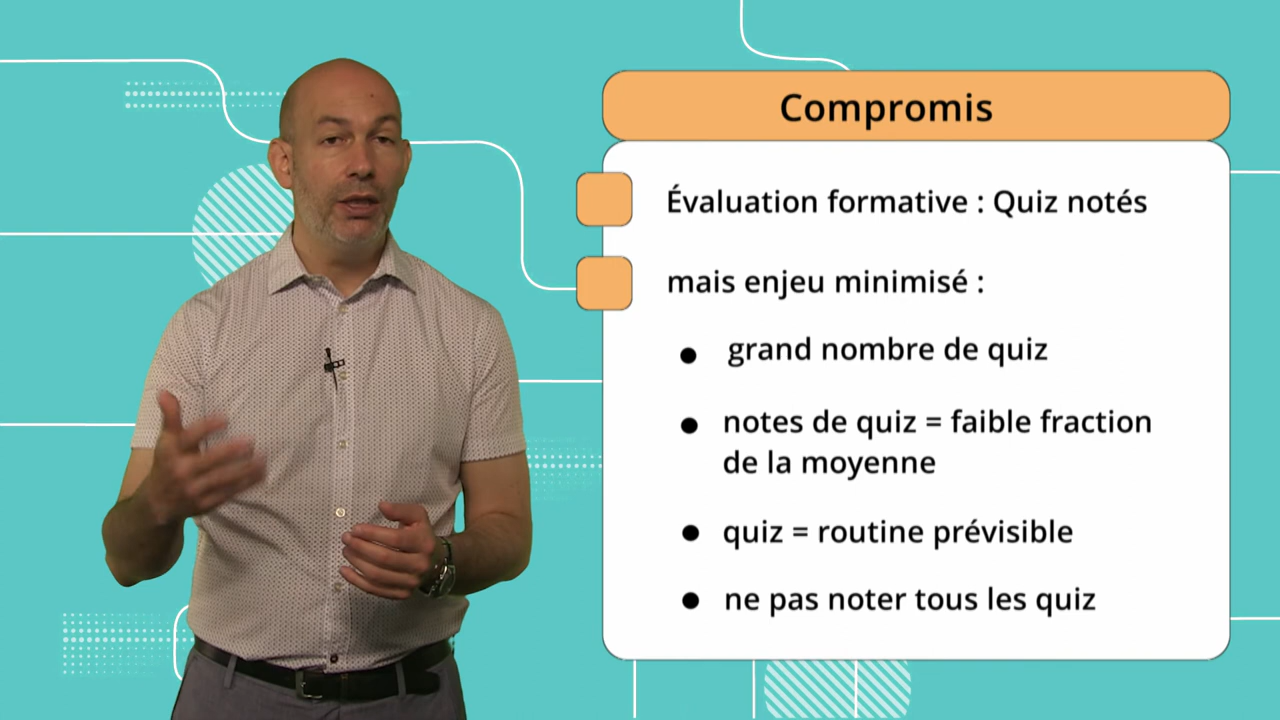 Compromis
Évaluation formative : Quiz notés
mais enjeu minimisé :
● grand nombre de quiz
● notes de quiz = faible fraction
de la moyenne
● quiz = routine prévisible
● ne pas noter tous les quiz